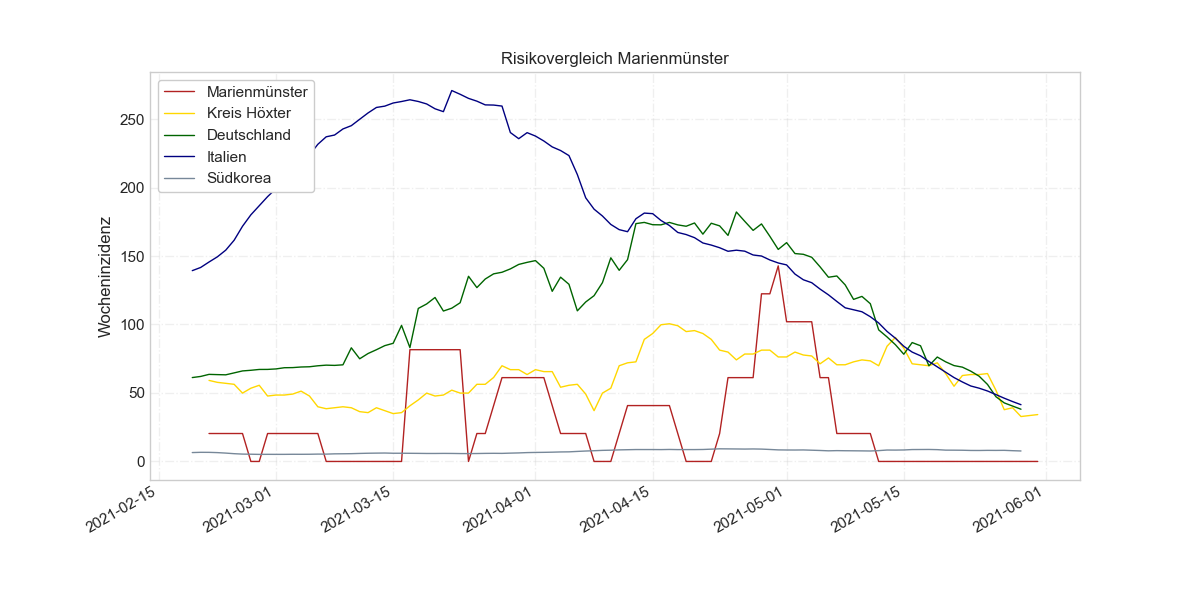 Risikovergleich Marienmünster
Marienmünster
Kreis Höxter
Deutschland
Italien
Südkorea
Wocheninzidenz
250
200
150
100
50
0
2021-02-15
2021-03-01
2021-03-15
2021-04-01
2021-04-15
2021-05-01
2021-05-15
2021-06-01